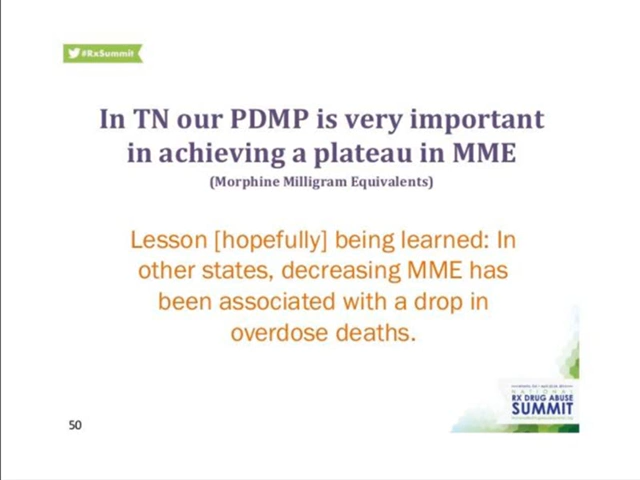 #RxSummit
In TN our PDMP is very important
in achieving a plateau in MME
(Morphine Milligram Equivalents)
Lesson [hopefully] being learned: In
other states, decreasing MME has
been associated with a drop in
overdose deaths.
NATIONAL
RX DRUG ABUSE
SUMMIT
50